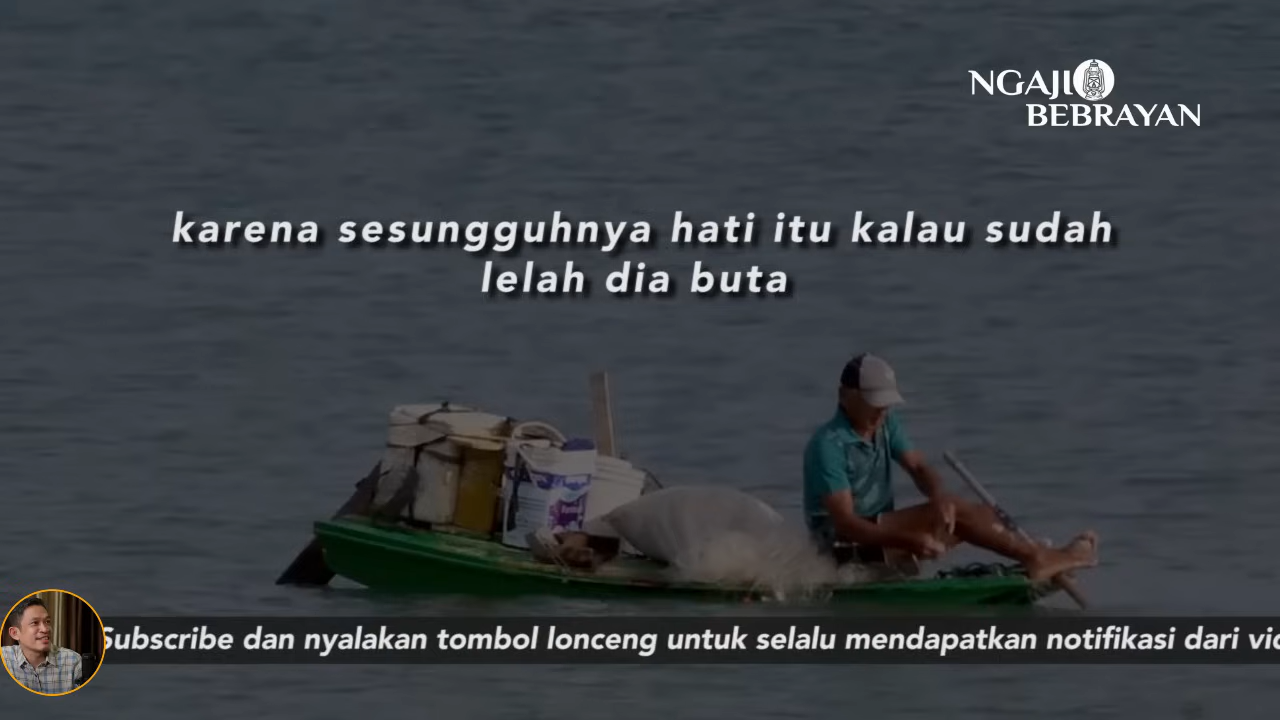 NGAJI
BEBRAYAN
karena sesungguhnya hati itu kalau sudah
lelah dia buta
Subscribe dan nyalakan tombol lonceng untuk selalu mendapatkan notifikasi dari